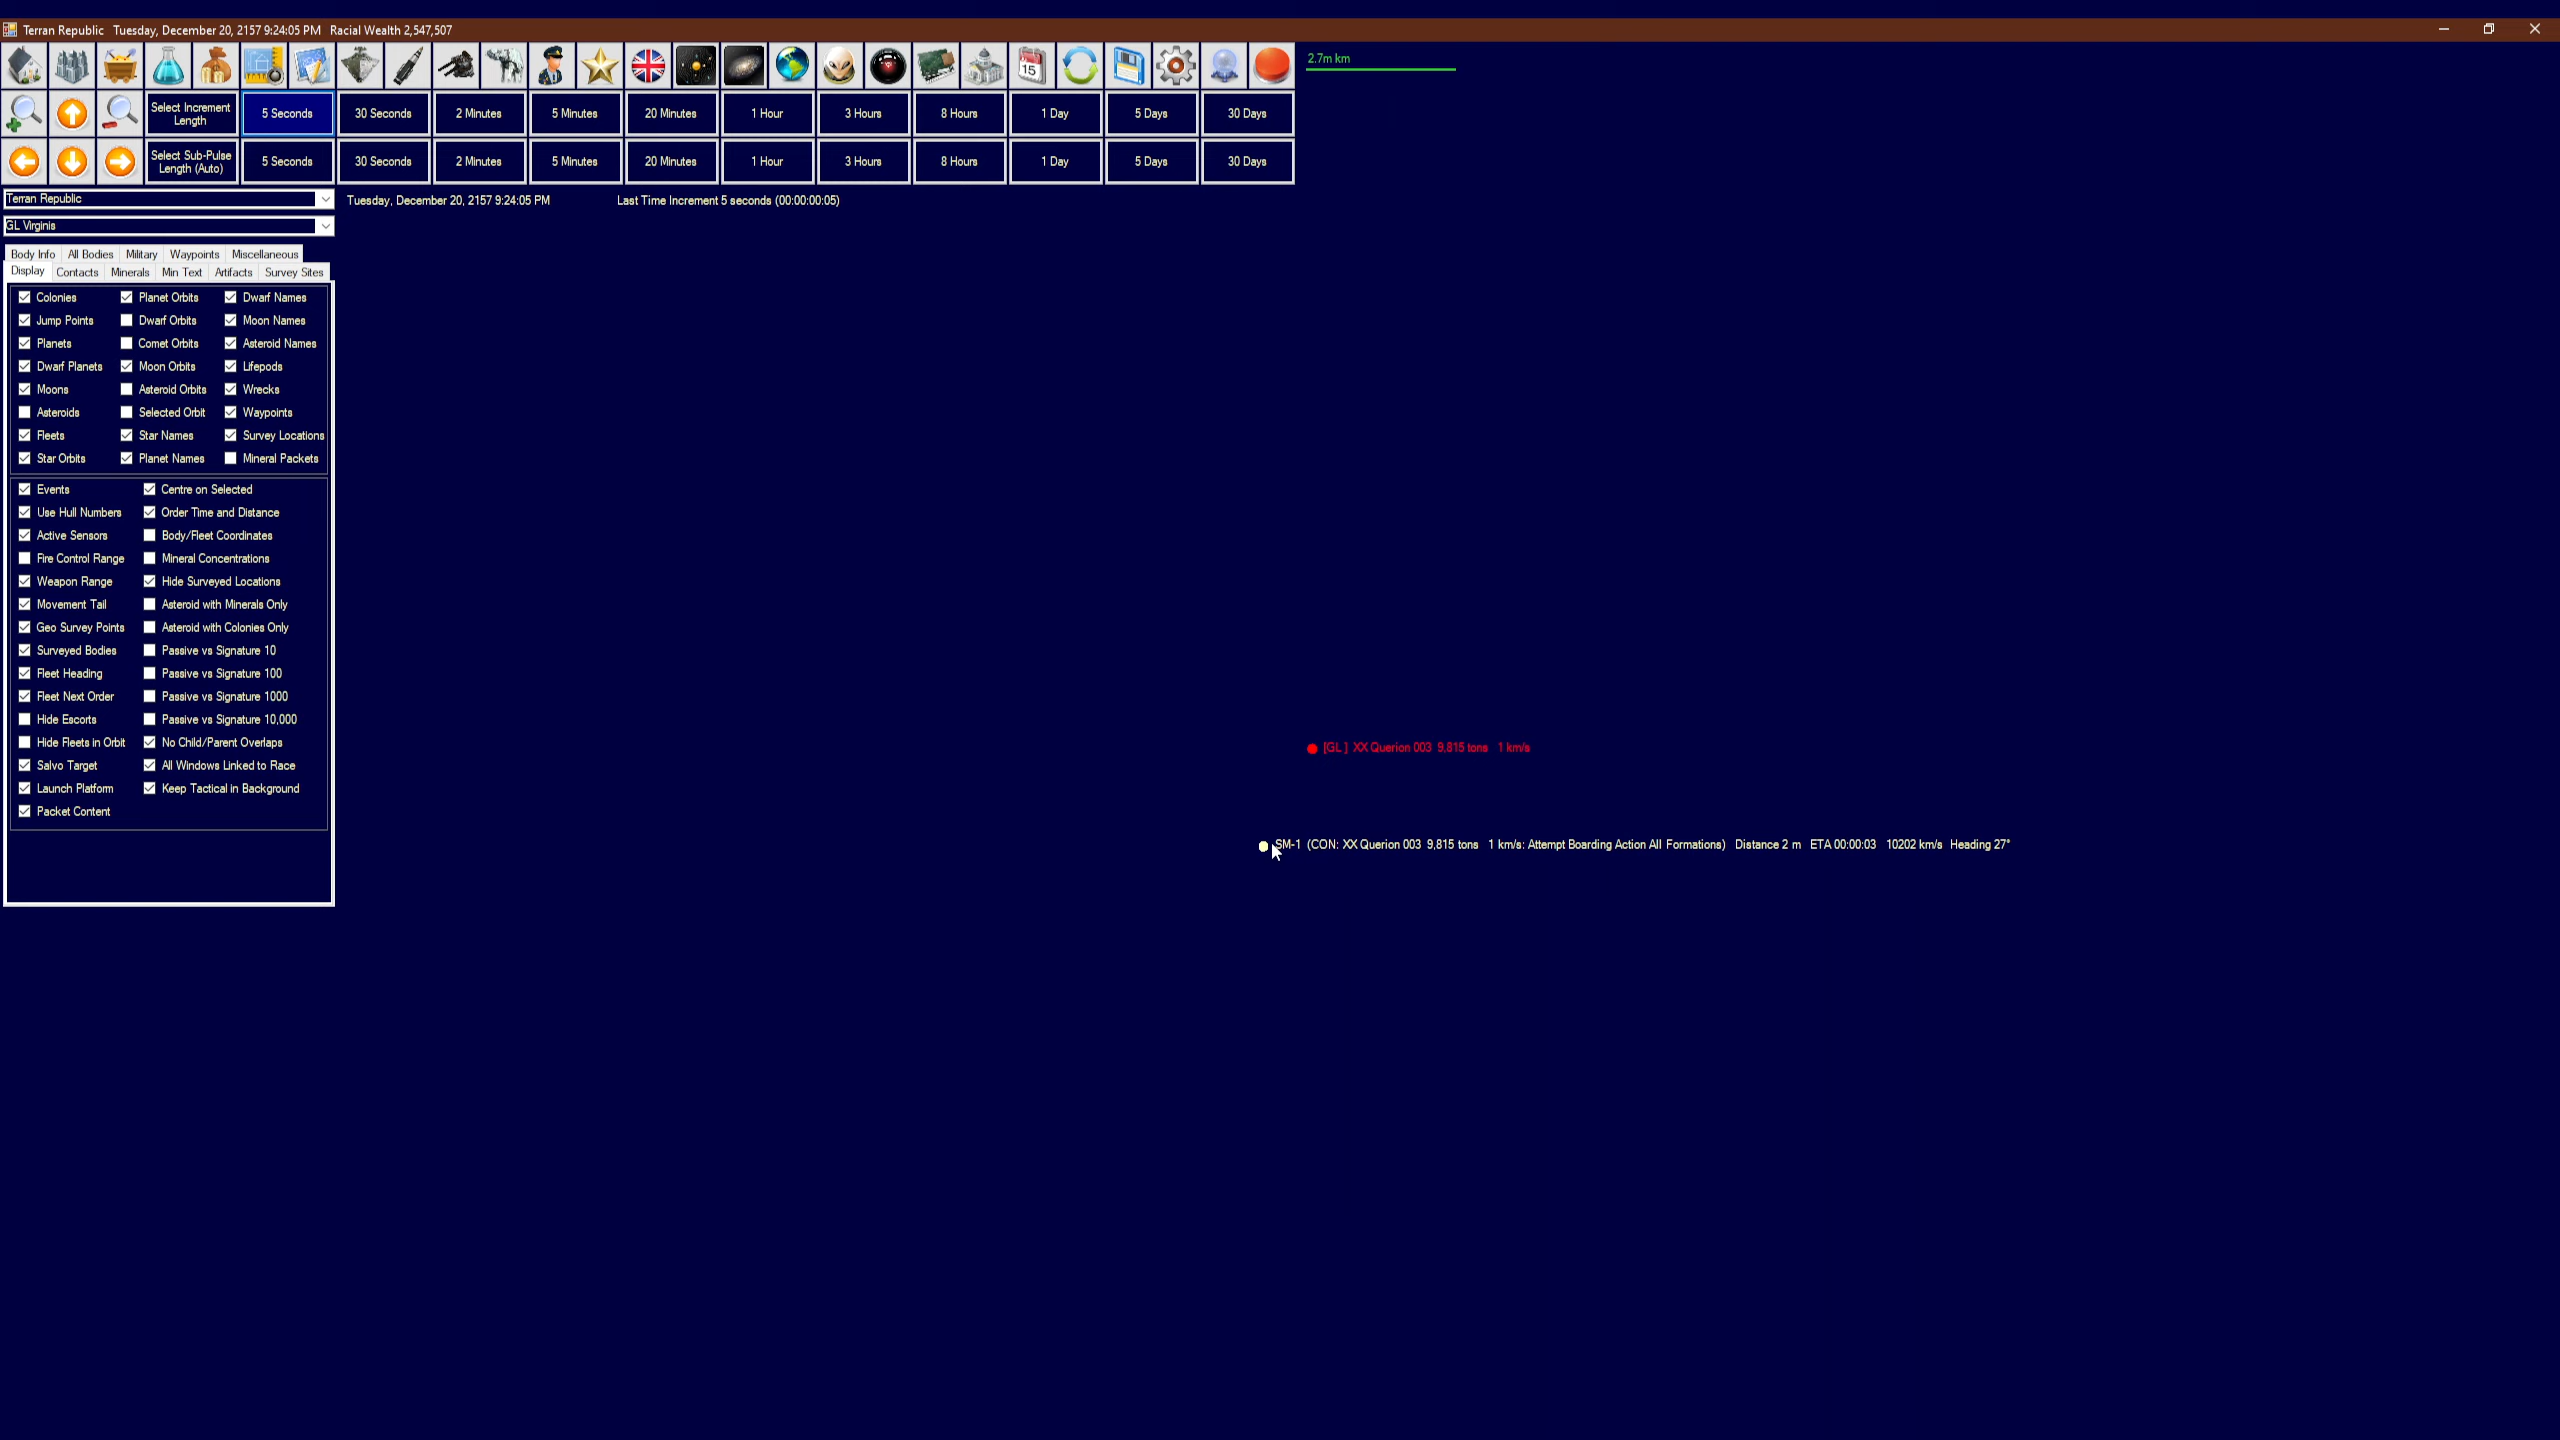 Terran Republic   Tuesday, December 20, 2157 9:24:05 PM   Racial Wealth 2,547,507
15
2.7m km
Select Increment Length
5 Seconds
30 Seconds
2 Minutes
5 Minutes
20 Minutes
1 Hour
3 Hours
8 Hours
1 Day
5 Days
30 Days
Select Sub-Pulse Length (Auto)
5 Seconds
30 Seconds
2 Minutes
5 Minutes
20 Minutes
1 Hour
3 Hours
8 Hours
1 Day
5 Days
30 Days
Terran Republic
Tuesday, December 20, 2157 9:24:05 PM
Last Time Increment 5 seconds (00:00:00:05)
GL Virginis
Body Info   All Bodies   Military   Waypoints   Miscellaneous
Display   Contacts   Minerals   Min Text   Artifacts   Survey Sites
Colonies   Planet Orbits   Dwarf Names
Jump Points   Dwarf Orbits   Moon Names
Planets   Comet Orbits   Asteroid Names
Dwarf Planets   Moon Orbits   Lifepods
Moons   Asteroid Orbits   Wrecks
Asteroids   Selected Orbit   Waypoints
Fleets   Star Names   Survey Locations
Star Orbits   Planet Names   Mineral Packets
Events   Centre on Selected
Use Hull Numbers   Order Time and Distance
Active Sensors   Body/Fleet Coordinates
Fire Control Range   Mineral Concentrations
Weapon Range   Hide Surveyed Locations
Movement Tail   Asteroid with Minerals Only
Geo Survey Points   Asteroid with Colonies Only
Surveyed Bodies   Passive vs Signature 10
Fleet Heading   Passive vs Signature 100
Fleet Next Order   Passive vs Signature 1000
Hide Escorts   Passive vs Signature 10,000
Hide Fleets in Orbit   No Child/Parent Overlaps
Salvo Target   All Windows Linked to Race
Launch Platform   Keep Tactical in Background
Packet Content
[GL ]  XX Querion 003  9,815 tons   1 km/s
SM-1  (CON: XX Querion 003  9,815 tons   1 km/s: Attempt Boarding Action All  Formations)   Distance 2 m   ETA 00:00:03   10202 km/s   Heading 27°